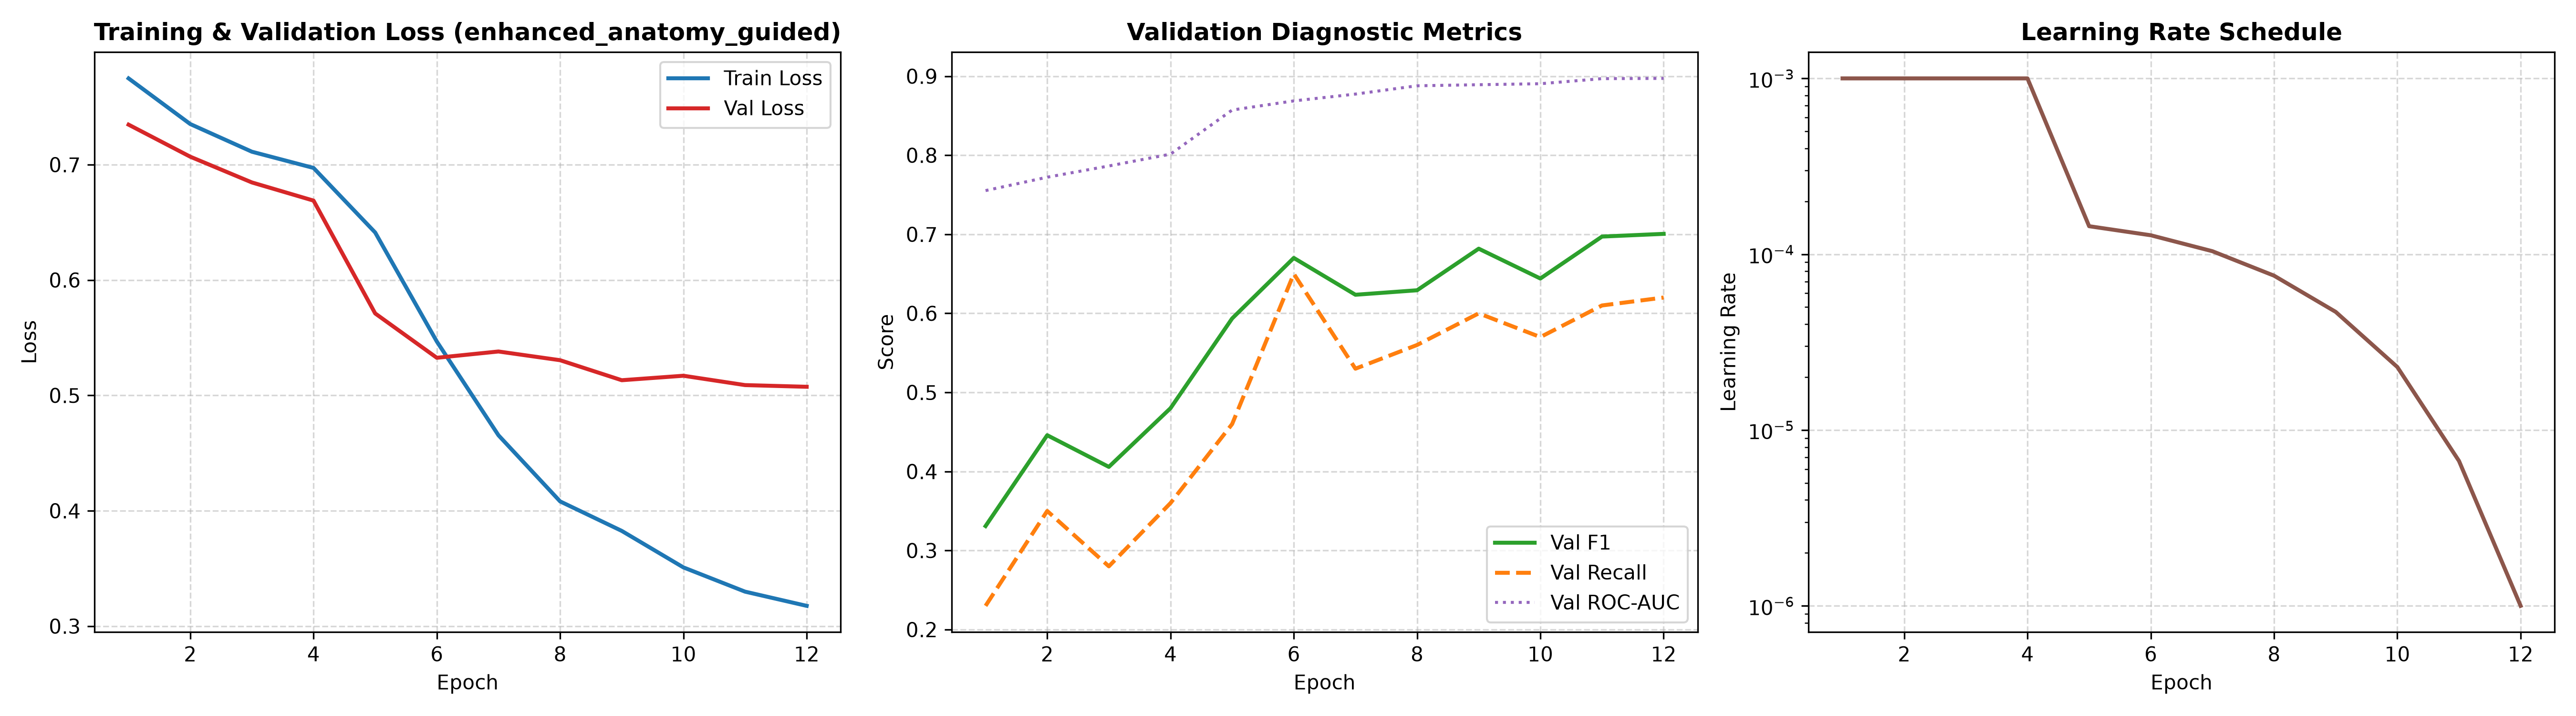 Training & Validation Loss (enhanced_anatomy_guided)
Train Loss
Val Loss
Loss
0.7
0.6
0.5
0.4
0.3
2 4 6 8 10 12
Epoch
Validation Diagnostic Metrics
Score
0.9
0.8
0.7
0.6
0.5
0.4
0.3
0.2
Val F1
Val Recall
Val ROC-AUC
2 4 6 8 10 12
Epoch
Learning Rate Schedule
Learning Rate
10⁻³
10⁻⁴
10⁻⁵
10⁻⁶
2 4 6 8 10 12
Epoch